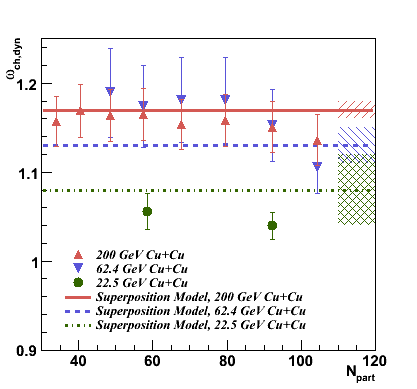 ω_ch,dyn
1.2
1.1
1
0.9
200 GeV Cu+Cu
62.4 GeV Cu+Cu
22.5 GeV Cu+Cu
Superposition Model, 200 GeV Cu+Cu
Superposition Model, 62.4 GeV Cu+Cu
Superposition Model, 22.5 GeV Cu+Cu
40 60 80 100 120
N_part